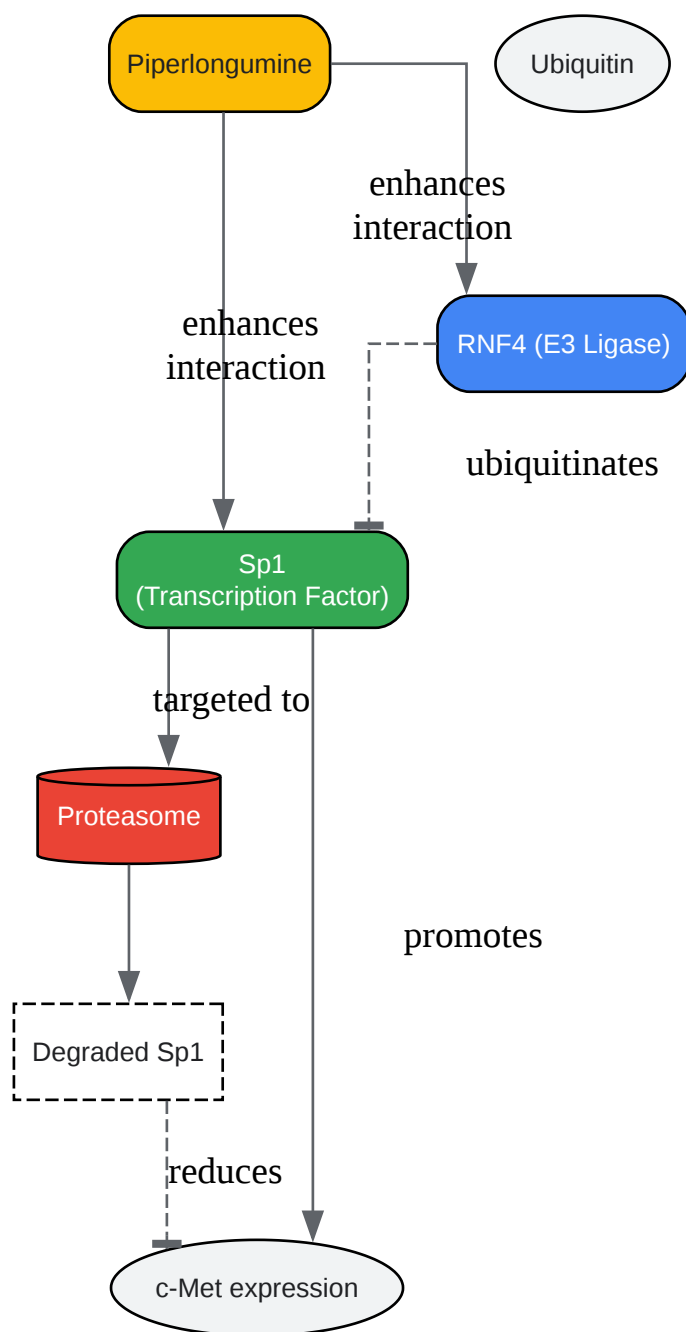 Piperlongumine
Ubiquitin
enhances
interaction
enhances
interaction
RNF4 (E3 Ligase)
ubiquitinates
Sp1
(Transcription Factor)
targeted to
Proteasome
promotes
Degraded Sp1
reduces
c-Met expression